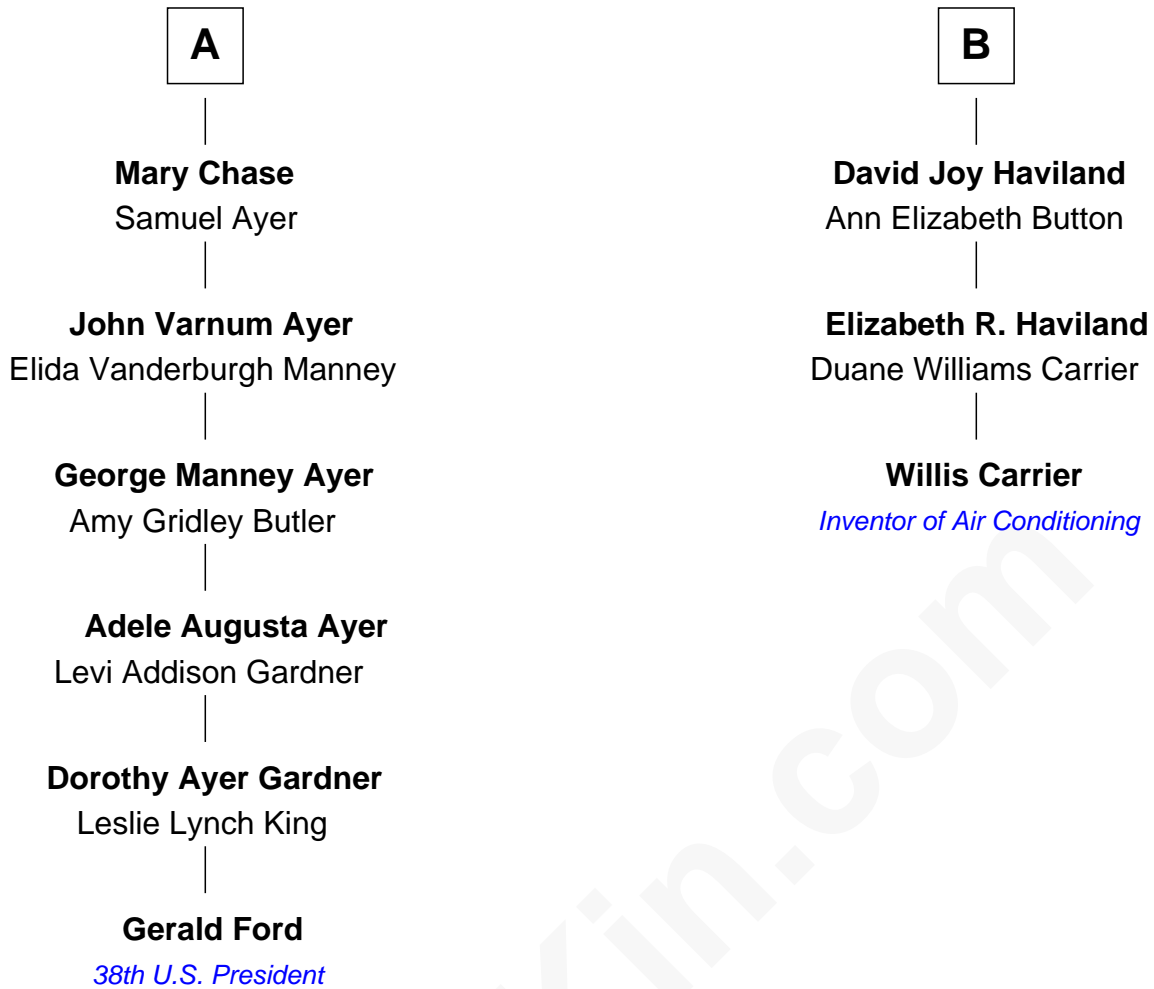 A
Mary Chase
Samuel Ayer
John Varnum Ayer
Elida Vanderburgh Manney
George Manney Ayer
Amy Gridley Butler
Adele Augusta Ayer
Levi Addison Gardner
Dorothy Ayer Gardner
Leslie Lynch King
Gerald Ford
38th U.S. President
B
David Joy Haviland
Ann Elizabeth Button
Elizabeth R. Haviland
Duane Williams Carrier
Willis Carrier
Inventor of Air Conditioning
Kin.com